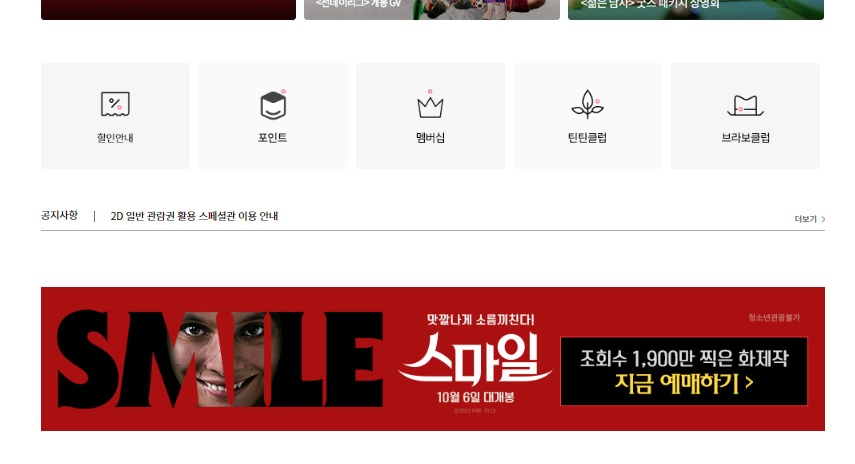 <선데이리그> 개봉 GV
<젊은 남자> 굿즈 패키지 상영회
할인안내
포인트
멤버십
틴틴클럽
브라보클럽
공지사항 | 2D 일반 관람권 활용 스페셜관 이용 안내
더보기 >
SMILE
맛깔나게 소름끼친다!
스마일
10월 6일 대개봉
청소년관람불가
조회수 1,900만 찍은 화제작
지금 예매하기 >